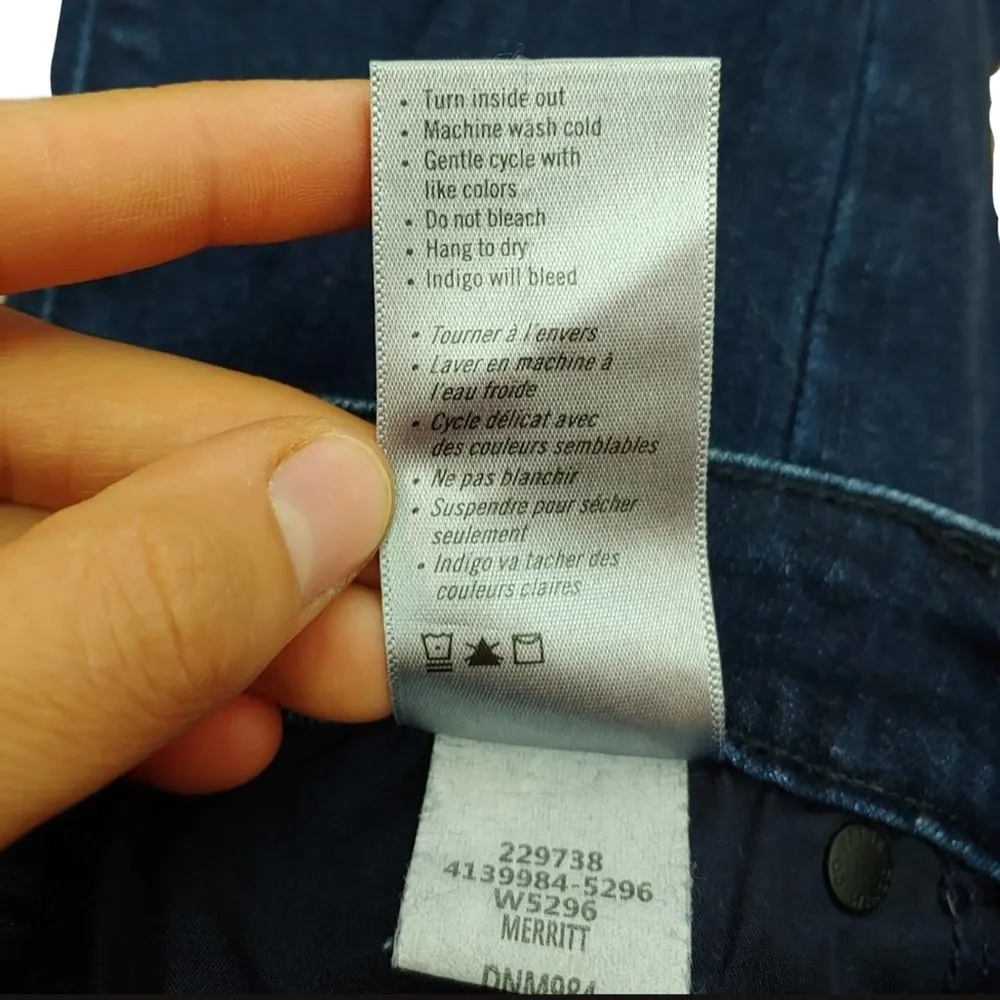 • Turn inside out
• Machine wash cold
• Gentle cycle with
like colors
• Do not bleach
• Hang to dry
• Indigo will bleed
• Tourner à l'envers
• Laver en machine à
l'eau froide
• Cycle délicat avec
des couleurs semblables
• Ne pas blanchir
• Suspendre pour sécher
seulement
• Indigo va tacher des
couleurs claires
229738
4139984-5296
W5296
MERRITT
DNM984